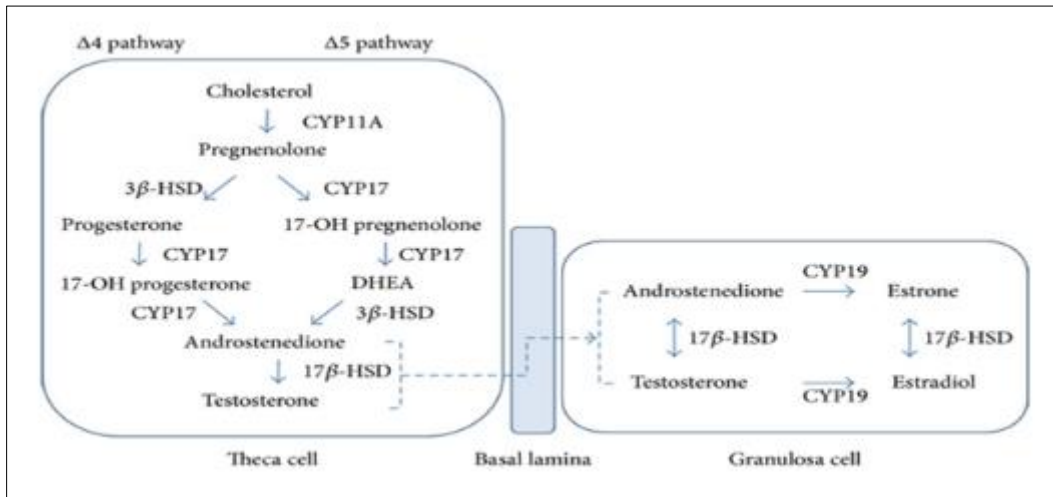 Δ4 pathway
Δ5 pathway
Cholesterol
CYP11A
Pregnenolone
3β-HSD
CYP17
Progesterone
17-OH pregnenolone
CYP17
CYP17
17-OH progesterone
DHEA
CYP17
3β-HSD
Androstenedione
17β-HSD
Testosterone
Theca cell
Basal lamina
CYP19
Androstenedione
Estrone
17β-HSD
17β-HSD
Testosterone
Estradiol
CYP19
Granulosa cell